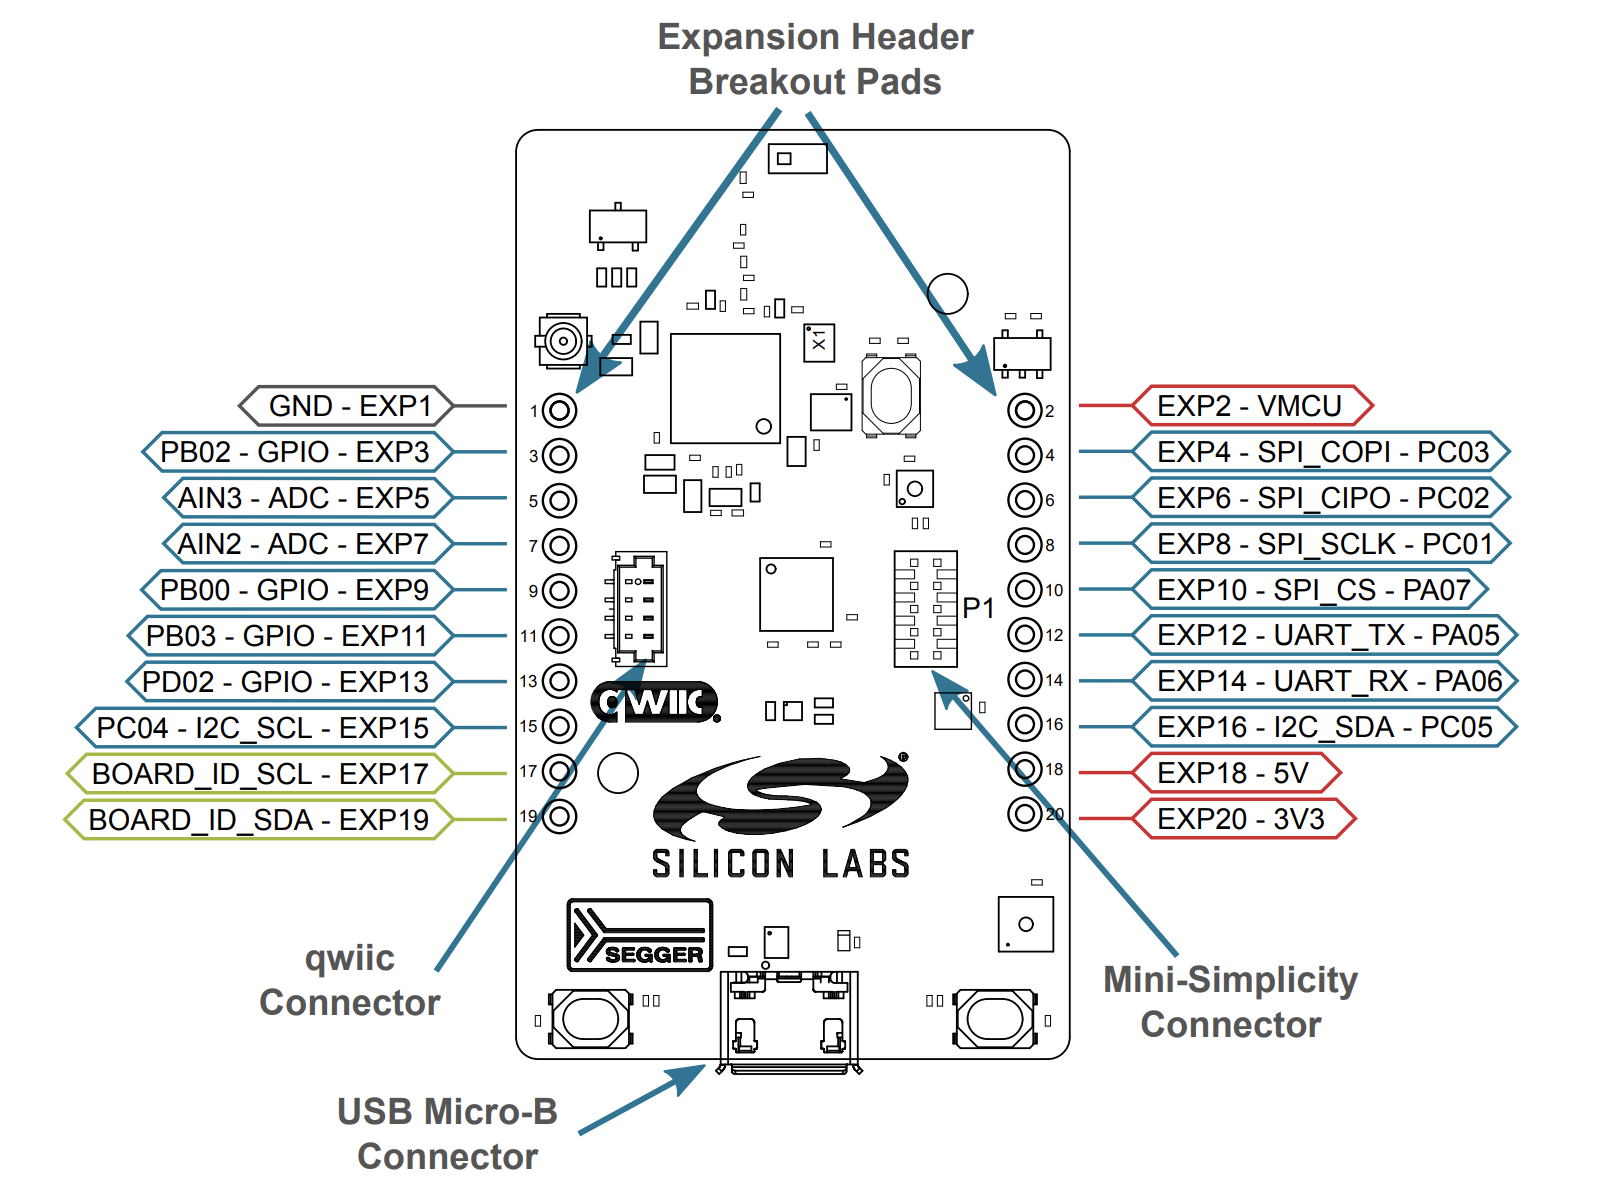 Expansion Header
Breakout Pads
X1
GND - EXP1
1
2
EXP2 - VMCU
PB02 - GPIO - EXP3
3
4
EXP4 - SPI_COPI - PC03
AIN3 - ADC - EXP5
5
6
EXP6 - SPI_CIPO - PC02
AIN2 - ADC - EXP7
7
8
EXP8 - SPI_SCLK - PC01
PB00 - GPIO - EXP9
9
10
EXP10 - SPI_CS - PA07
P1
PB03 - GPIO - EXP11
11
12
EXP12 - UART_TX - PA05
PD02 - GPIO - EXP13
13
14
EXP14 - UART_RX - PA06
qwiic
PC04 - I2C_SCL - EXP15
15
16
EXP16 - I2C_SDA - PC05
BOARD_ID_SCL - EXP17
17
18
EXP18 - 5V
BOARD_ID_SDA - EXP19
19
20
EXP20 - 3V3
®
SILICON LABS
SEGGER
qwiic
Connector
Mini-Simplicity
Connector
USB Micro-B
Connector